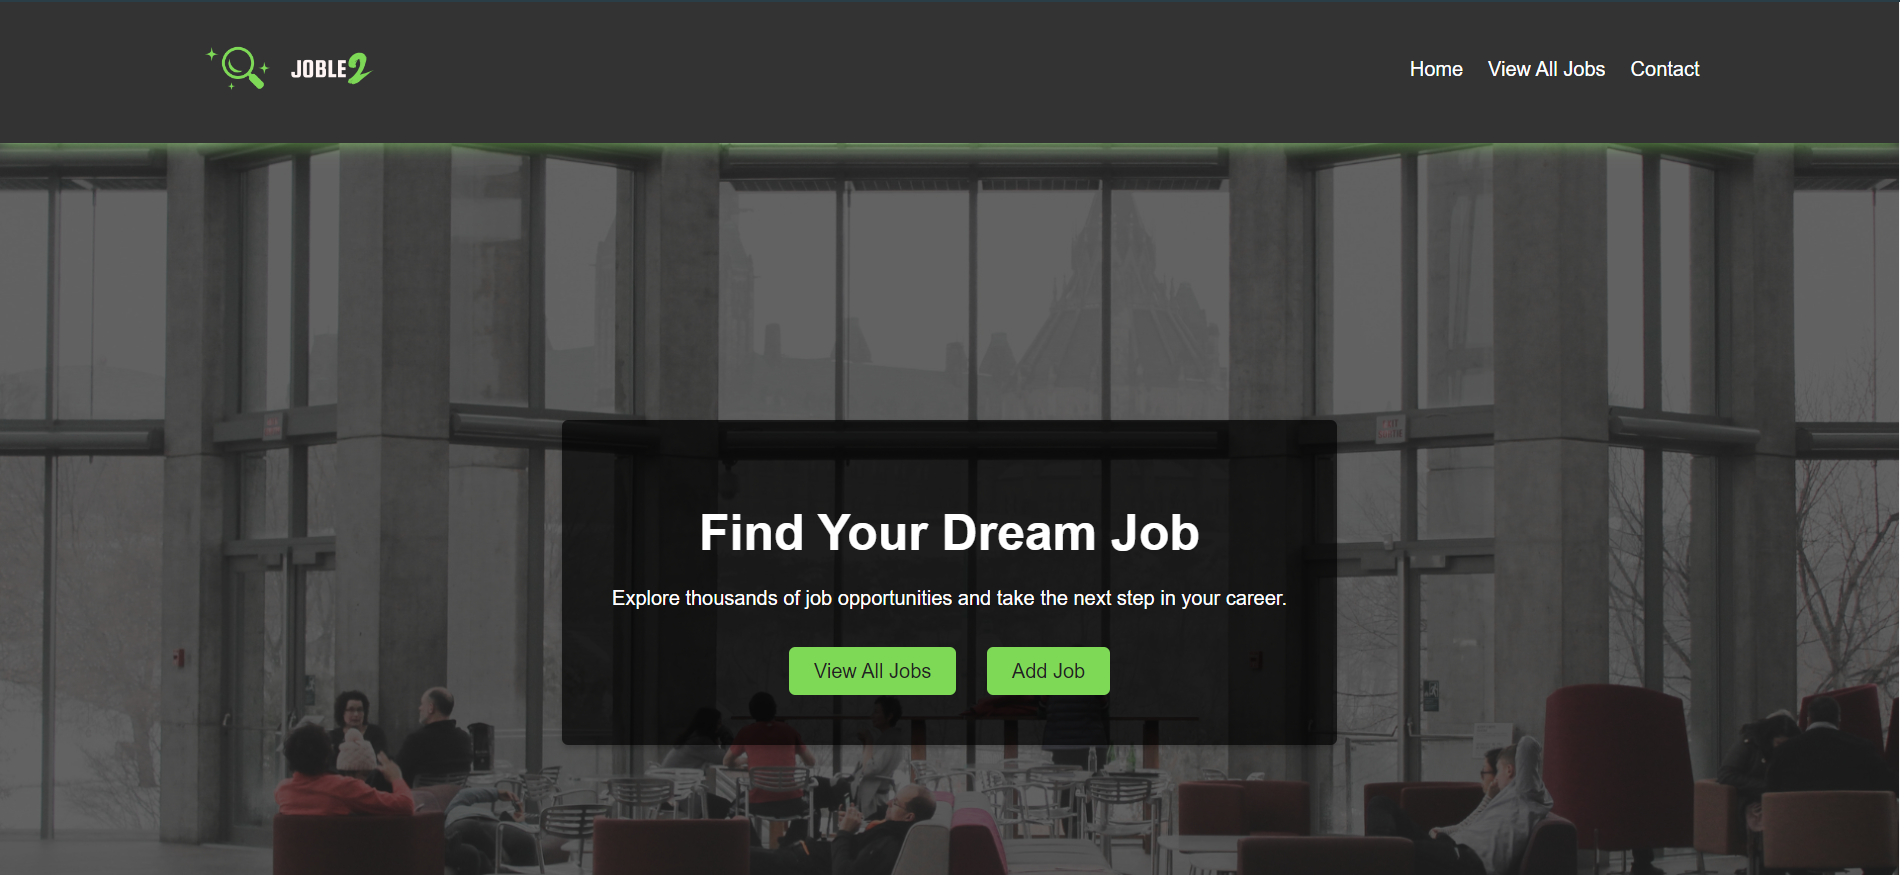 JOBLE2
Home View All Jobs Contact
Find Your Dream Job
Explore thousands of job opportunities and take the next step in your career.
View All Jobs Add Job